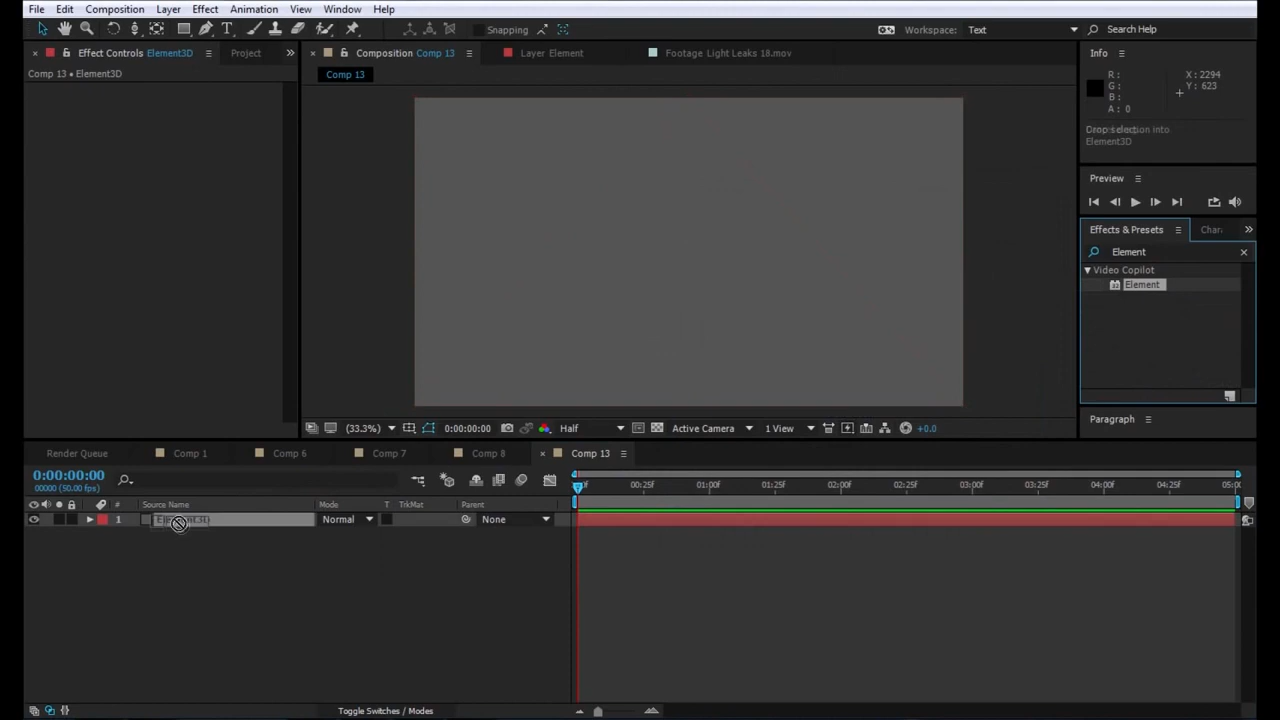 File Edit Composition Layer Effect Animation View Window Help
Snapping
Workspace: Text
Search Help
Effect Controls Element3D
Project
Composition Comp 13
Layer Element
Footage Light Leaks 18.mov
Info
Comp 13 • Element3D
Comp 13
R:
G:
B:
A: 0
X: 2294
Y: 623
Element3D
Preview
Effects & Presets
Element
Video Copilot
Element
Paragraph
(33.3%)
0:00:00:00
Half
Active Camera
1 View
+0.0
Render Queue
Comp 1
Comp 6
Comp 7
Comp 8
Comp 13
0:00:00:00
00000 (50.00 fps)
00:25f 01:00f 01:25f 02:00f 02:25f 03:00f 03:25f 04:00f 04:25f
# Source Name Mode T TrkMat Parent
1 Normal None
Toggle Switches / Modes